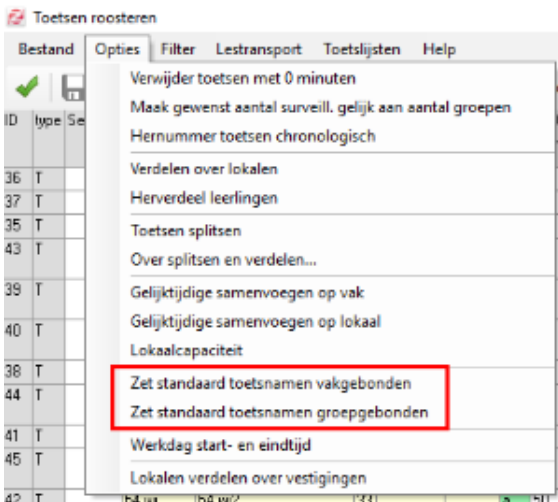 Toetsen roosteren
Bestand Opties Filter Lestransport Toetslijsten Help
ID type Se
Verwijder toetsen met 0 minuten
Maak gewenst aantal surveill. gelijk aan aantal groepen
Hernummer toetsen chronologisch
Verdelen over lokalen
36 T
Herverdeel leerlingen
37 T
35 T
Toetsen splitsen
43 T
Over splitsen en verdelen...
39 T
Gelijktijdige samenvoegen op vak
40 T
Gelijktijdige samenvoegen op lokaal
Lokaalcapaciteit
38 T
Zet standaard toetsnamen vakgebonden
44 T
Zet standaard toetsnamen groepgebonden
41 T
Werkdag start- en eindtijd
45 T
Lokalen verdelen over vestigingen
42 T